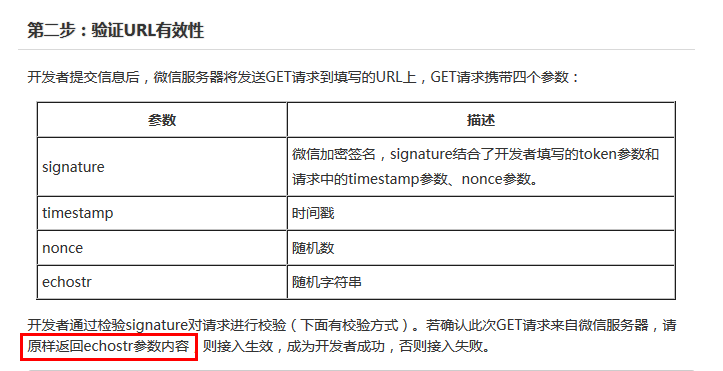 第二步：验证URL有效性
开发者提交信息后，微信服务器将发送GET请求到填写的URL上，GET请求携带四个参数：
参数 描述
signature 微信加密签名，signature结合了开发者填写的token参数和
请求中的timestamp参数、nonce参数。
timestamp 时间戳
nonce 随机数
echostr 随机字符串
开发者通过检验signature对请求进行校验（下面有校验方式）。若确认此次GET请求来自微信服务器，请
原样返回echostr参数内容 则接入生效，成为开发者成功，否则接入失败。